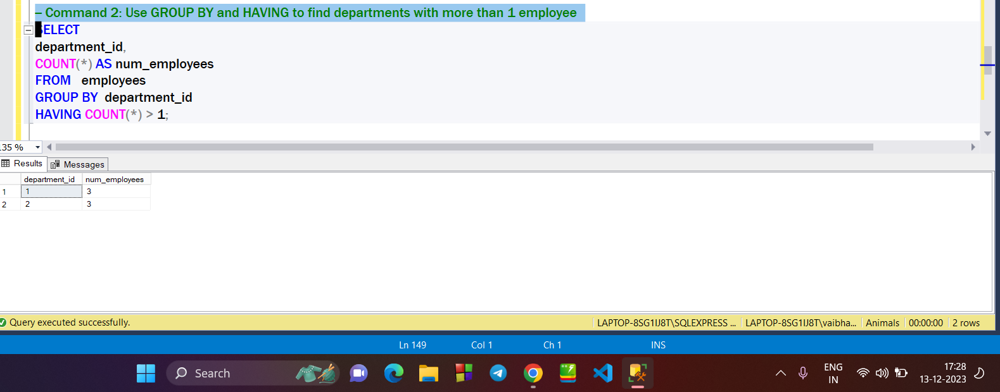 – Command 2: Use GROUP BY and HAVING to find departments with more than 1 employee
SELECT
department_id,
COUNT(*) AS num_employees
FROM   employees
GROUP BY  department_id
HAVING COUNT(*) > 1;
135 %
Results Messages
department_id num_employees
1 1 3
2 2 3
Query executed successfully. LAPTOP-8SG1IJ8T\SQLEXPRESS ... LAPTOP-8SG1IJ8T\vaibha... Animals 00:00:00 2 rows
Ln 149 Col 1 Ch 1 INS
Search
ENG
IN
17:28
13-12-2023